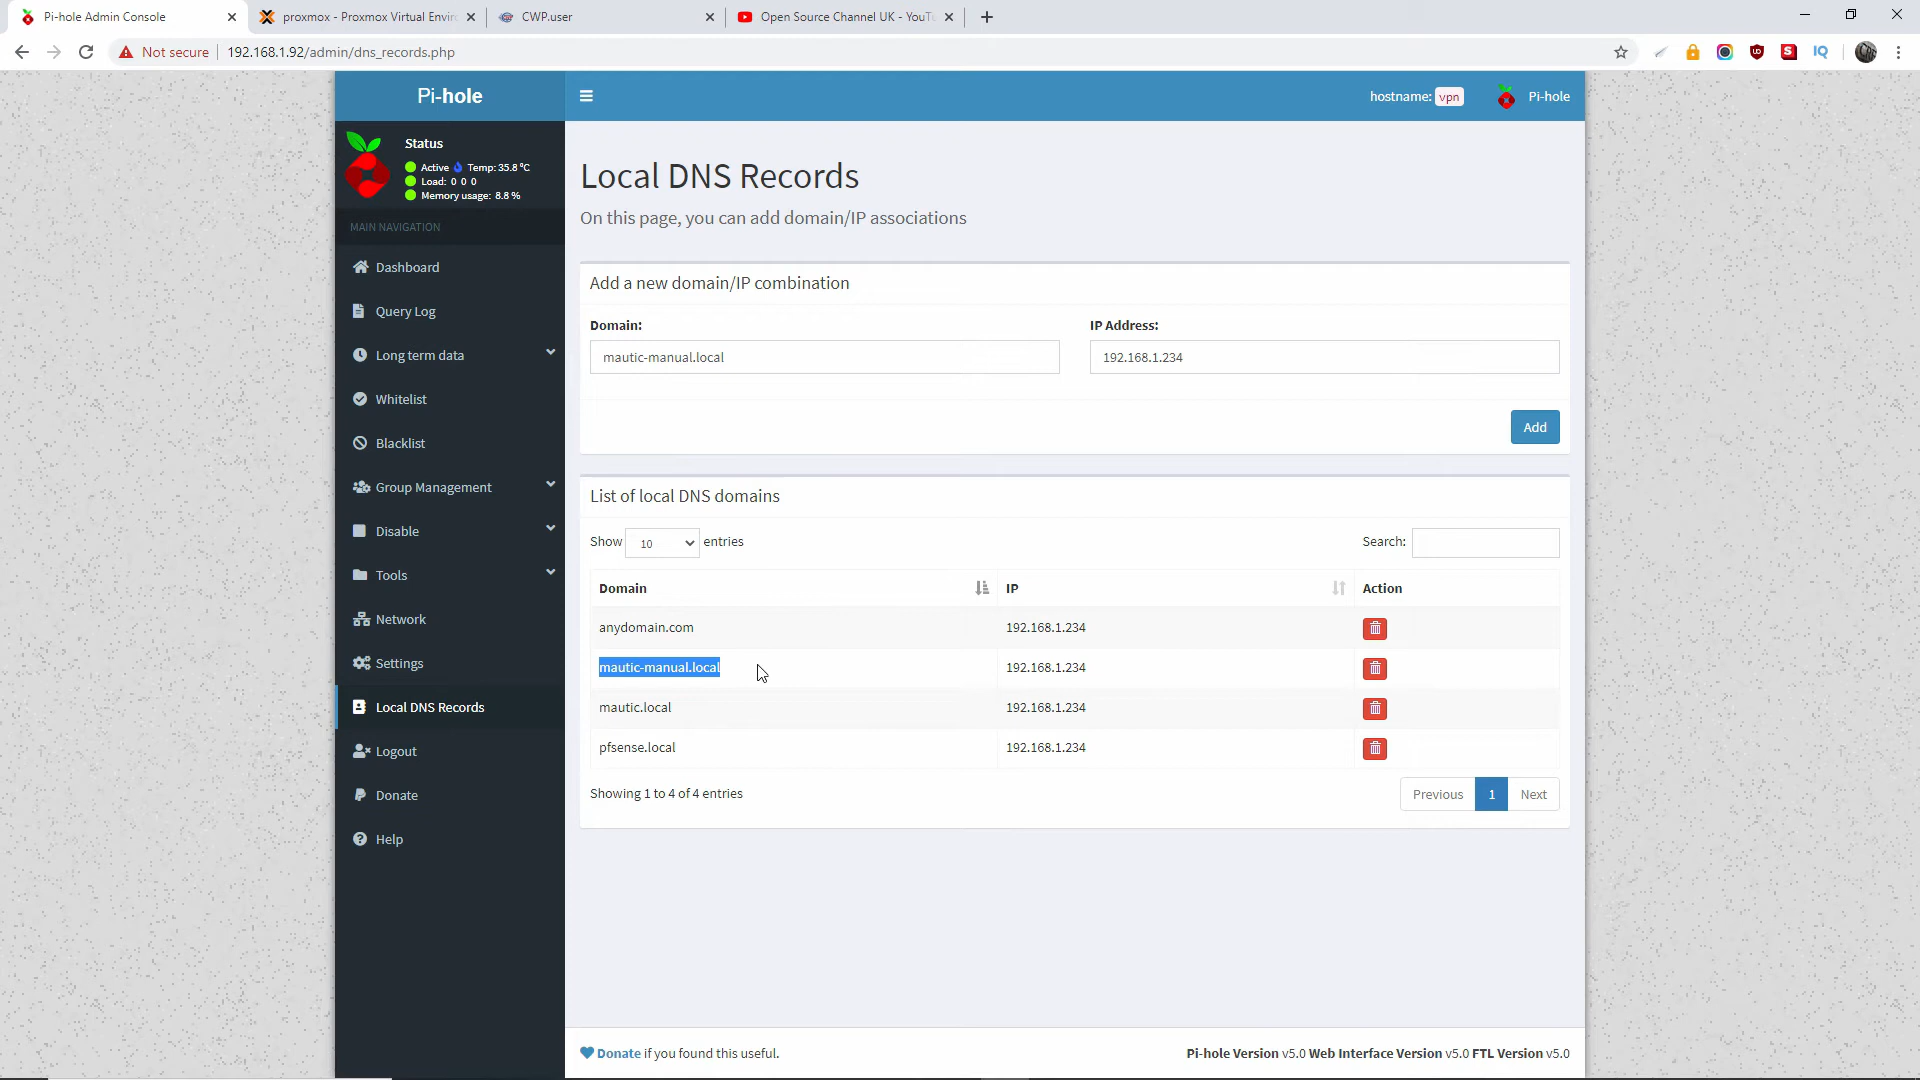 Pi-hole Admin Console
proxmox - Proxmox Virtual Envir
CWP.user
Open Source Channel UK - YouTu
Not secure
192.168.1.92/admin/dns_records.php
Pi-hole
hostname: vpn
Pi-hole
Status
Active Temp: 35.8 °C
Load: 0 0 0
Memory usage: 8.8 %
MAIN NAVIGATION
Dashboard
Query Log
Long term data
Whitelist
Blacklist
Group Management
Disable
Tools
Network
Settings
Local DNS Records
Logout
Donate
Help
Local DNS Records
On this page, you can add domain/IP associations
Add a new domain/IP combination
Domain: IP Address:
mautic-manual.local 192.168.1.234
Add
List of local DNS domains
Show 10 entries Search:
Domain IP Action
anydomain.com 192.168.1.234
mautic-manual.local 192.168.1.234
mautic.local 192.168.1.234
pfsense.local 192.168.1.234
Showing 1 to 4 of 4 entries Previous 1 Next
Donate if you found this useful.
Pi-hole Version v5.0 Web Interface Version v5.0 FTL Version v5.0